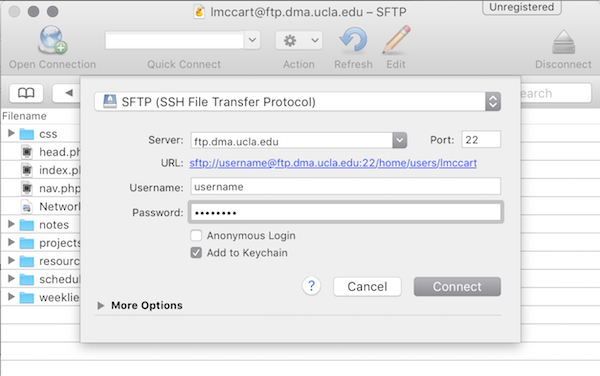 lmccart@ftp.dma.ucla.edu – SFTP
Unregistered
Open Connection
Quick Connect
Action
Refresh
Edit
Disconnect
Search
Filename
SFTP (SSH File Transfer Protocol)
Server:
ftp.dma.ucla.edu
Port:
22
URL:
sftp://username@ftp.dma.ucla.edu:22/home/users/lmccart
Username:
username
Password:
••••••••
Anonymous Login
Add to Keychain
?
Cancel
Connect
More Options
css
head.ph
index.pl
nav.php
Network
notes
projects
resourc
schedul
weeklie